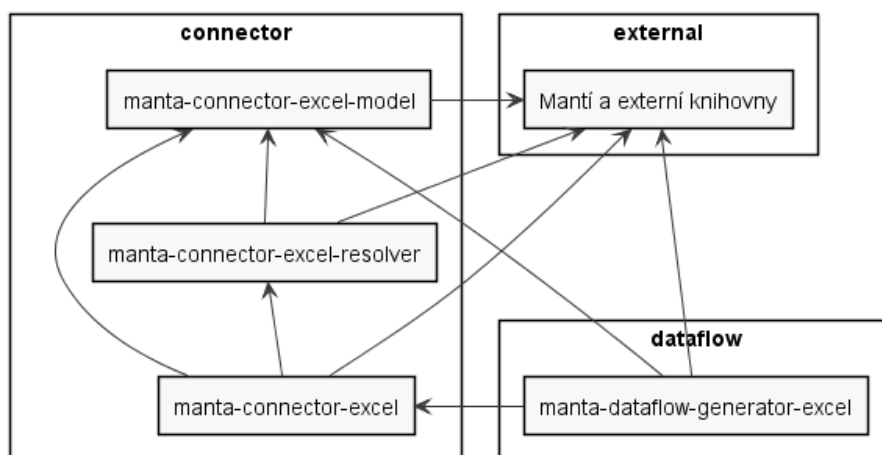 connector
external
manta-connector-excel-model
Mantí a externí knihovny
manta-connector-excel-resolver
dataflow
manta-connector-excel
manta-dataflow-generator-excel